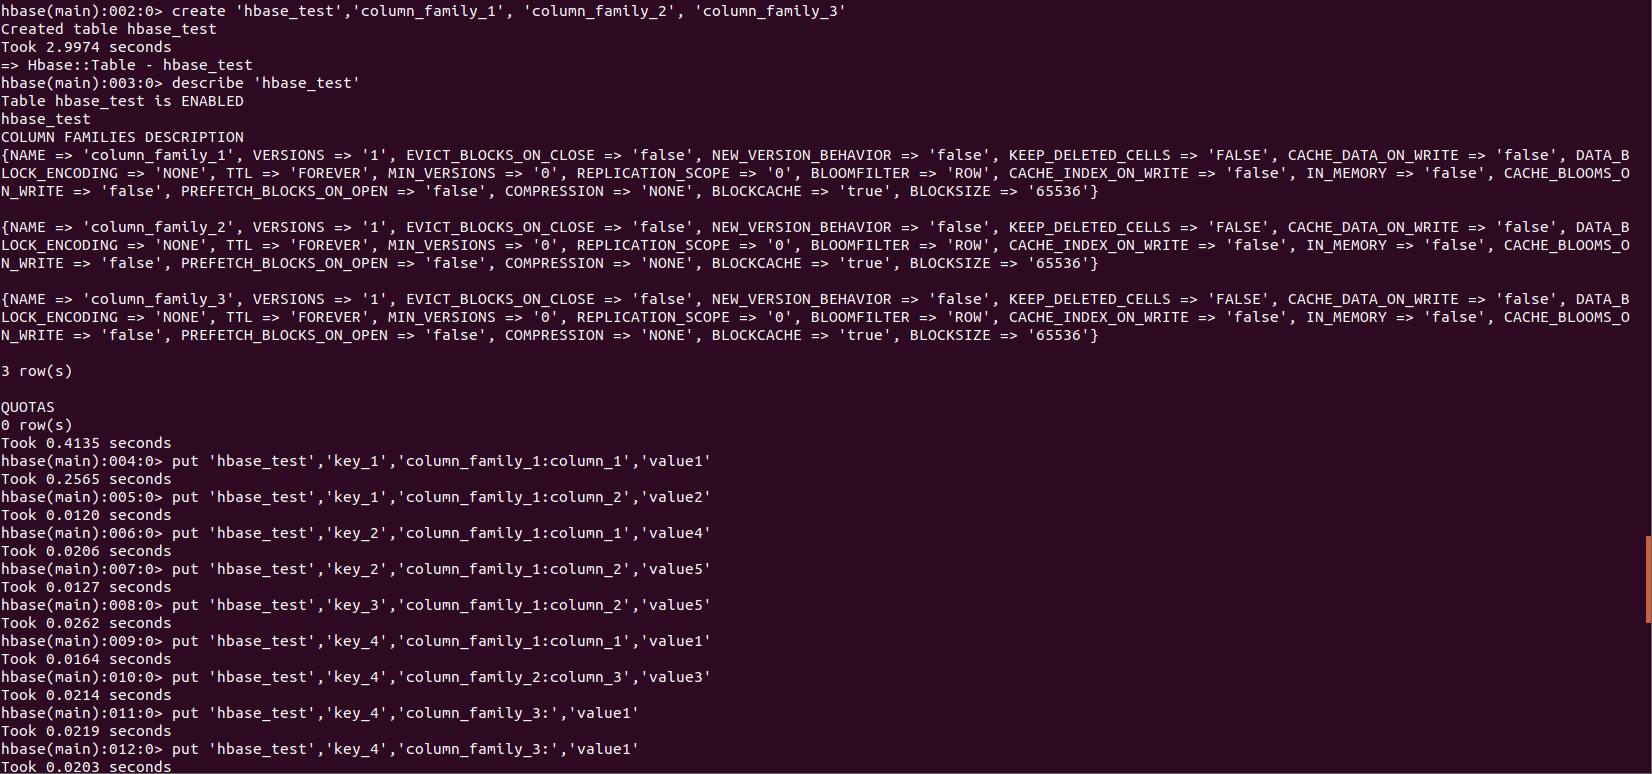 hbase(main):002:0> create 'hbase_test','column_family_1', 'column_family_2', 'column_family_3'
Created table hbase_test
Took 2.9974 seconds
=> Hbase::Table - hbase_test
hbase(main):003:0> describe 'hbase_test'
Table hbase_test is ENABLED
hbase_test
COLUMN FAMILIES DESCRIPTION
{NAME => 'column_family_1', VERSIONS => '1', EVICT_BLOCKS_ON_CLOSE => 'false', NEW_VERSION_BEHAVIOR => 'false', KEEP_DELETED_CELLS => 'FALSE', CACHE_DATA_ON_WRITE => 'false', DATA_B
LOCK_ENCODING => 'NONE', TTL => 'FOREVER', MIN_VERSIONS => '0', REPLICATION_SCOPE => '0', BLOOMFILTER => 'ROW', CACHE_INDEX_ON_WRITE => 'false', IN_MEMORY => 'false', CACHE_BLOOMS_O
N_WRITE => 'false', PREFETCH_BLOCKS_ON_OPEN => 'false', COMPRESSION => 'NONE', BLOCKCACHE => 'true', BLOCKSIZE => '65536'}
{NAME => 'column_family_2', VERSIONS => '1', EVICT_BLOCKS_ON_CLOSE => 'false', NEW_VERSION_BEHAVIOR => 'false', KEEP_DELETED_CELLS => 'FALSE', CACHE_DATA_ON_WRITE => 'false', DATA_B
LOCK_ENCODING => 'NONE', TTL => 'FOREVER', MIN_VERSIONS => '0', REPLICATION_SCOPE => '0', BLOOMFILTER => 'ROW', CACHE_INDEX_ON_WRITE => 'false', IN_MEMORY => 'false', CACHE_BLOOMS_O
N_WRITE => 'false', PREFETCH_BLOCKS_ON_OPEN => 'false', COMPRESSION => 'NONE', BLOCKCACHE => 'true', BLOCKSIZE => '65536'}
{NAME => 'column_family_3', VERSIONS => '1', EVICT_BLOCKS_ON_CLOSE => 'false', NEW_VERSION_BEHAVIOR => 'false', KEEP_DELETED_CELLS => 'FALSE', CACHE_DATA_ON_WRITE => 'false', DATA_B
LOCK_ENCODING => 'NONE', TTL => 'FOREVER', MIN_VERSIONS => '0', REPLICATION_SCOPE => '0', BLOOMFILTER => 'ROW', CACHE_INDEX_ON_WRITE => 'false', IN_MEMORY => 'false', CACHE_BLOOMS_O
N_WRITE => 'false', PREFETCH_BLOCKS_ON_OPEN => 'false', COMPRESSION => 'NONE', BLOCKCACHE => 'true', BLOCKSIZE => '65536'}
3 row(s)
QUOTAS
0 row(s)
Took 0.4135 seconds
hbase(main):004:0> put 'hbase_test','key_1','column_family_1:column_1','value1'
Took 0.2565 seconds
hbase(main):005:0> put 'hbase_test','key_1','column_family_1:column_2','value2'
Took 0.0120 seconds
hbase(main):006:0> put 'hbase_test','key_2','column_family_1:column_1','value4'
Took 0.0206 seconds
hbase(main):007:0> put 'hbase_test','key_2','column_family_1:column_2','value5'
Took 0.0127 seconds
hbase(main):008:0> put 'hbase_test','key_3','column_family_1:column_2','value5'
Took 0.0262 seconds
hbase(main):009:0> put 'hbase_test','key_4','column_family_1:column_1','value1'
Took 0.0164 seconds
hbase(main):010:0> put 'hbase_test','key_4','column_family_2:column_3','value3'
Took 0.0214 seconds
hbase(main):011:0> put 'hbase_test','key_4','column_family_3:','value1'
Took 0.0219 seconds
hbase(main):012:0> put 'hbase_test','key_4','column_family_3:','value1'
Took 0.0203 seconds